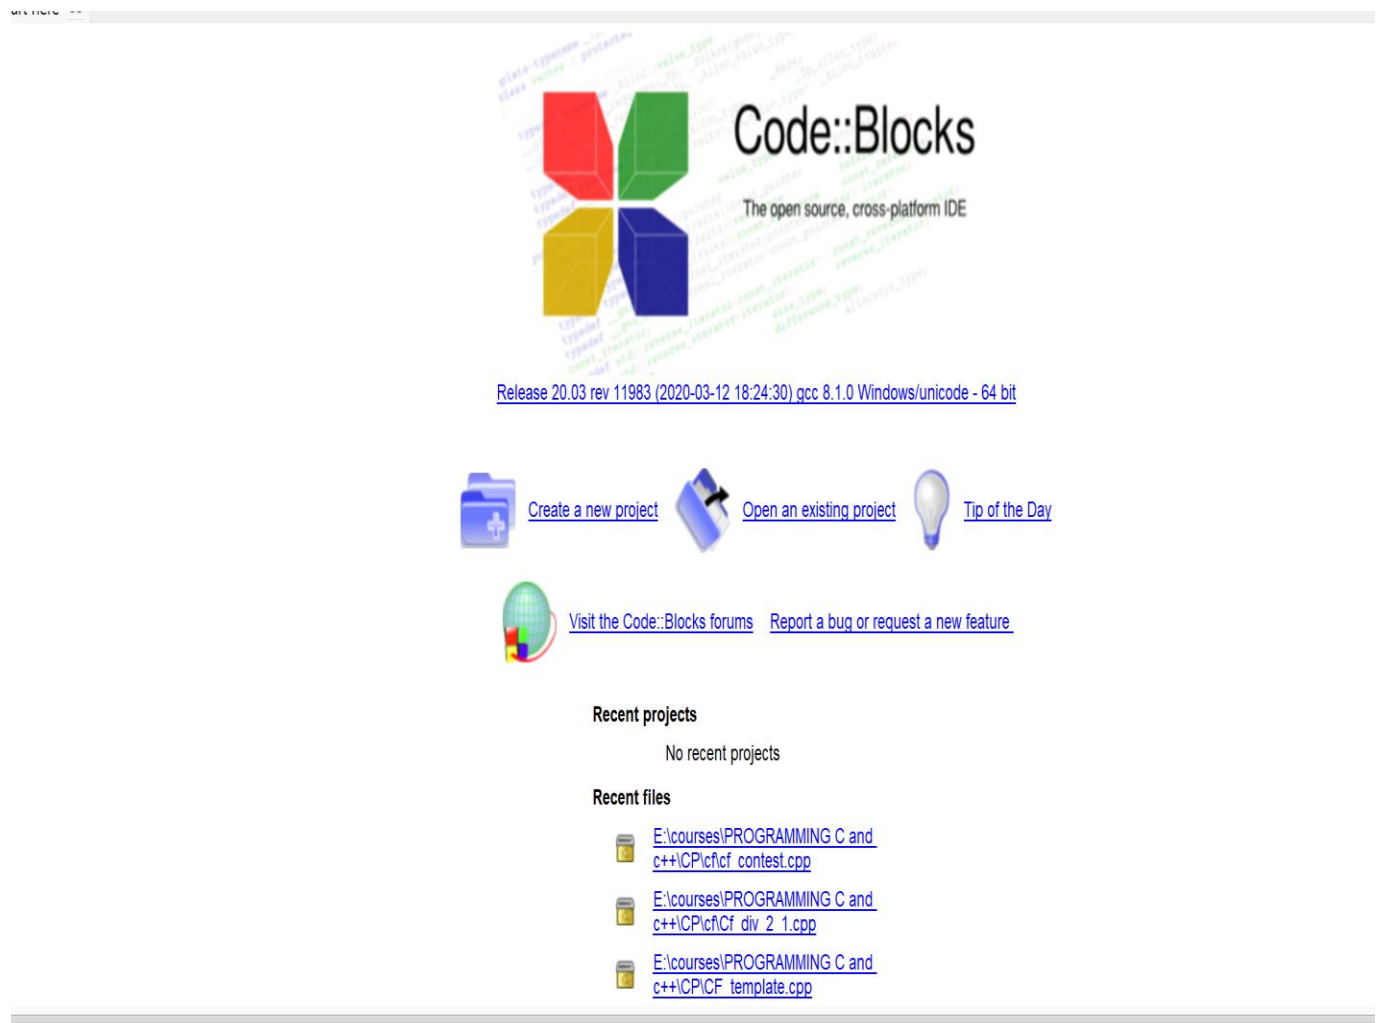 Code::Blocks
The open source, cross-platform IDE
Release 20.03 rev 11983 (2020-03-12 18:24:30) gcc 8.1.0 Windows/unicode - 64 bit
Create a new project Open an existing project Tip of the Day
Visit the Code::Blocks forums Report a bug or request a new feature
Recent projects
No recent projects
Recent files
E:\courses\PROGRAMMING C and
c++\CP\cf\cf_contest.cpp
E:\courses\PROGRAMMING C and
c++\CP\cf\Cf_div_2_1.cpp
E:\courses\PROGRAMMING C and
c++\CP\CF_template.cpp